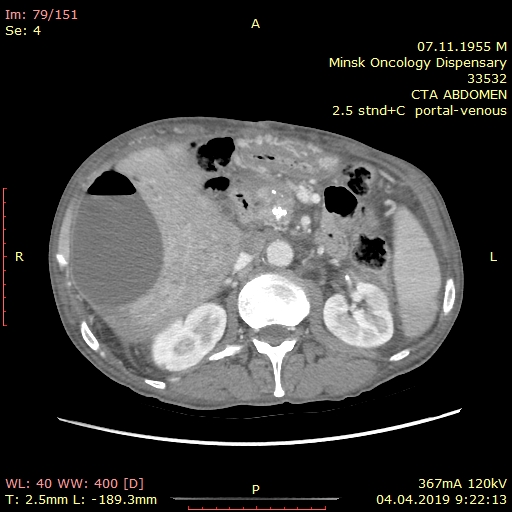 Im: 79/151
Se: 4
A
07.11.1955 M
Minsk Oncology Dispensary
33532
CTA ABDOMEN
2.5 stnd+C portal-venous
R
L
WL: 40 WW: 400 [D]
T: 2.5mm L: -189.3mm
P
367mA 120kV
04.04.2019 9:22:13